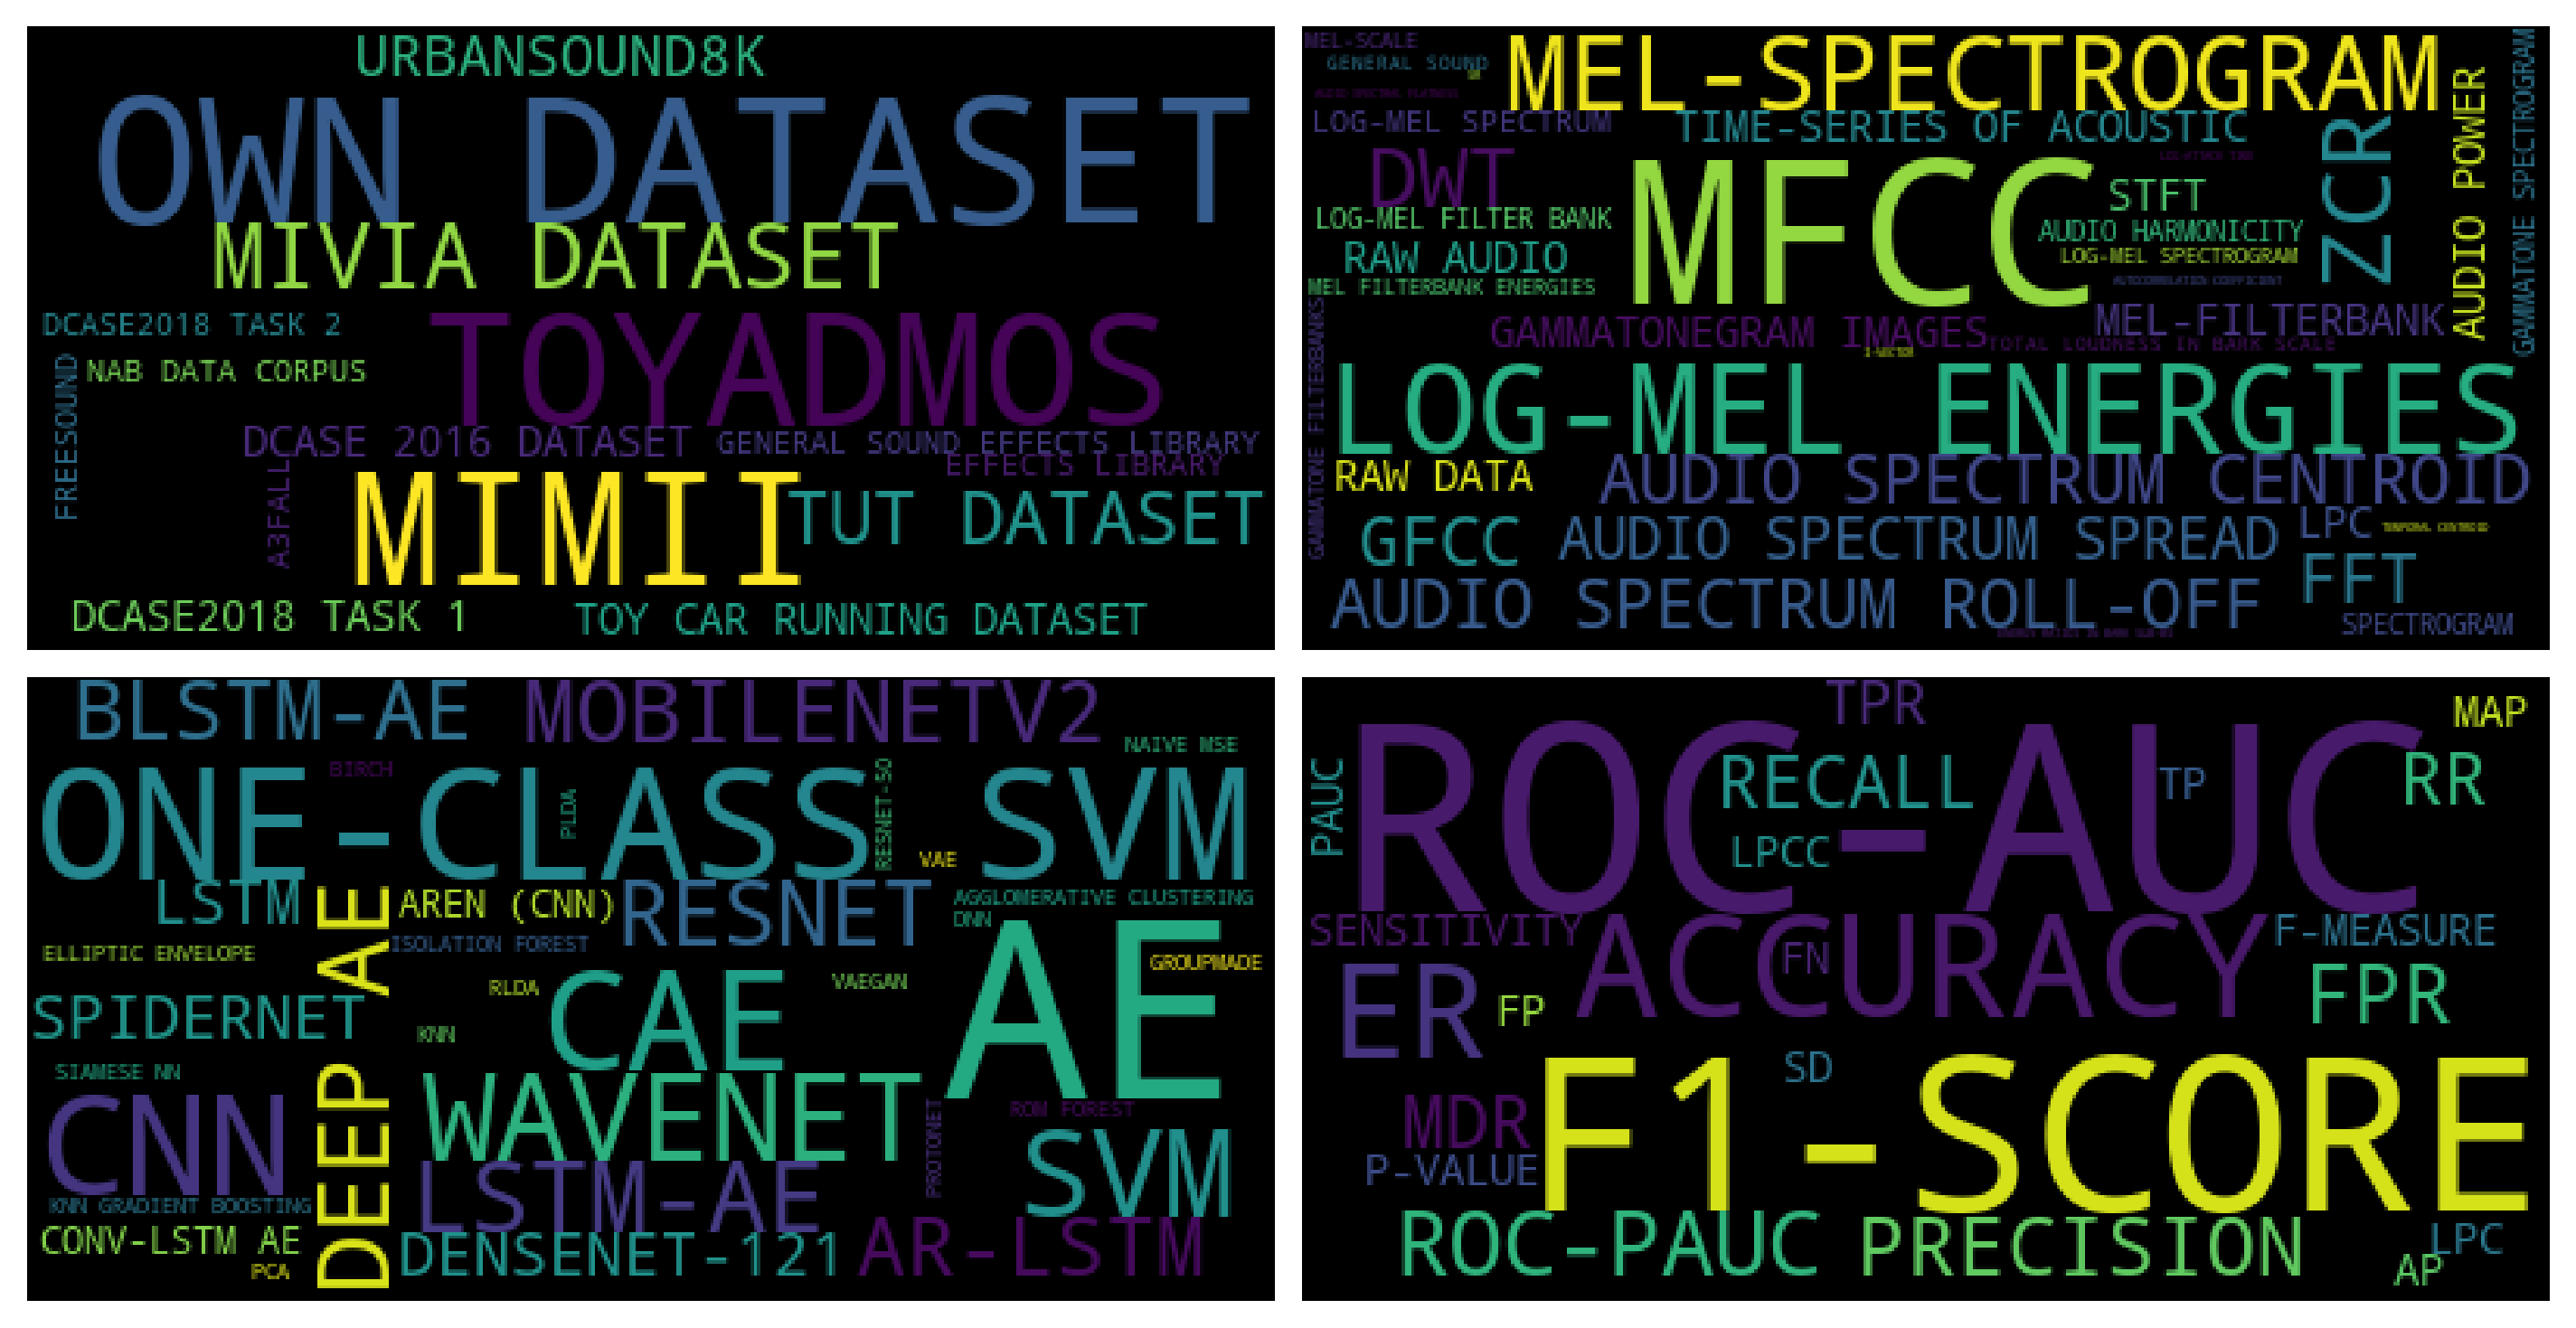 URBANSOUND8K
OWN DATASET
MIVIA DATASET
DCASE2018 TASK 2
TOYADMOS
NAB DATA CORPUS
FREESOUND
DCASE 2016 DATASET
GENERAL SOUND EFFECTS LIBRARY
EFFECTS LIBRARY
A3FALL
MIMII
TUT DATASET
DCASE2018 TASK 1
TOY CAR RUNNING DATASET
MEL-SCALE
GENERAL SOUND
MEL-SPECTROGRAM
AUDIO POWER
GAMMATONE SPECTROGRAM
LOG-MEL SPECTRUM
TIME-SERIES OF ACOUSTIC
ZCR
DWT
MFCC
STFT
LOG-MEL FILTER BANK
AUDIO HARMONICITY
RAW AUDIO
LOG-MEL SPECTROGRAM
MEL FILTERBANK ENERGIES
AUTOCORRELATION COEFFICIENT
GAMMATONE FILTERBANKS
GAMMATONEGRAM IMAGES
MEL-FILTERBANK
I-VECTOR
TOTAL LOUDNESS IN BARK SCALE
LOG-MEL ENERGIES
RAW DATA
AUDIO SPECTRUM CENTROID
GFCC
AUDIO SPECTRUM SPREAD
LPC
TEMPORAL CENTROID
FFT
AUDIO SPECTRUM ROLL-OFF
SPECTROGRAM
BLSTM-AE
MOBILENETV2
NAIVE MSE
BIRCH
ONE-CLASS SVM
PLDA
RESNET-50
VAE
LSTM
DEEP AE
AREN (CNN)
RESNET
AGGLOMERATIVE CLUSTERING
DNN
ISOLATION FOREST
AE
ELLIPTIC ENVELOPE
GROUPMADE
RLDA
CAE
VAEGAN
SPIDERNET
KNN
SIAMESE NN
WAVENET
CNN
PROTONET
RON FOREST
SVM
LSTM-AE
KNN GRADIENT BOOSTING
CONV-LSTM AE
DENSENET-121
AR-LSTM
PCA
TPR
MAP
ROC-AUC
PAUC
RECALL
TP
RR
LPCC
SENSITIVITY
ACCURACY
FN
F-MEASURE
ER
FP
FPR
SD
F1-SCORE
MDR
P-VALUE
ROC-PAUC
PRECISION
LPC
AP